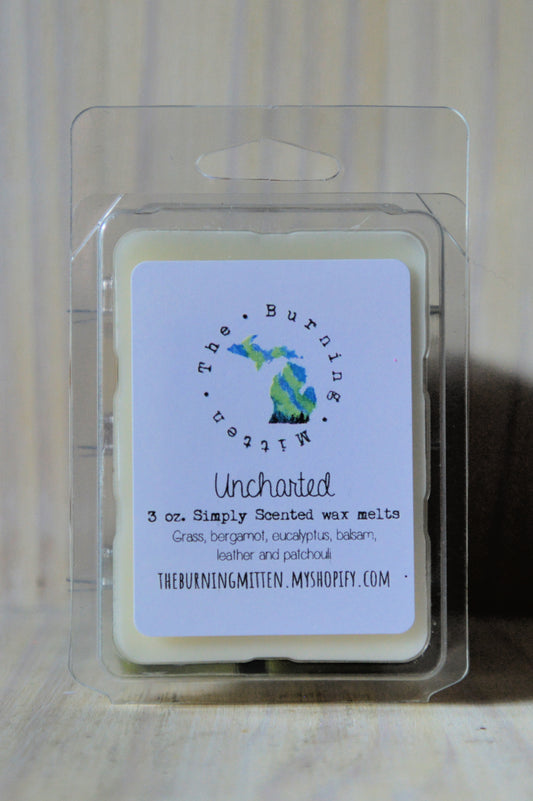 The • Burning • Mitten •
Uncharted
3 oz. Simply Scented wax melts
Grass, bergamot, eucalyptus, balsam,
leather and patchouli
THEBURNINGMITTEN.MYSHOPIFY.COM